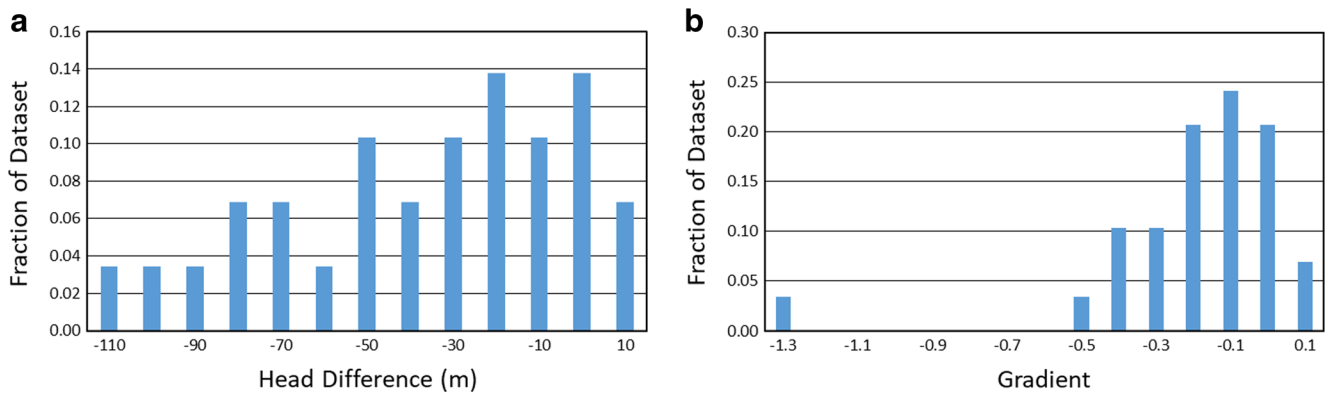 a
Fraction of Dataset
0.16
0.14
0.12
0.10
0.08
0.06
0.04
0.02
0.00
-110 -90 -70 -50 -30 -10 10
Head Difference (m)
b
Fraction of Dataset
0.30
0.25
0.20
0.15
0.10
0.05
0.00
-1.3 -1.1 -0.9 -0.7 -0.5 -0.3 -0.1 0.1
Gradient